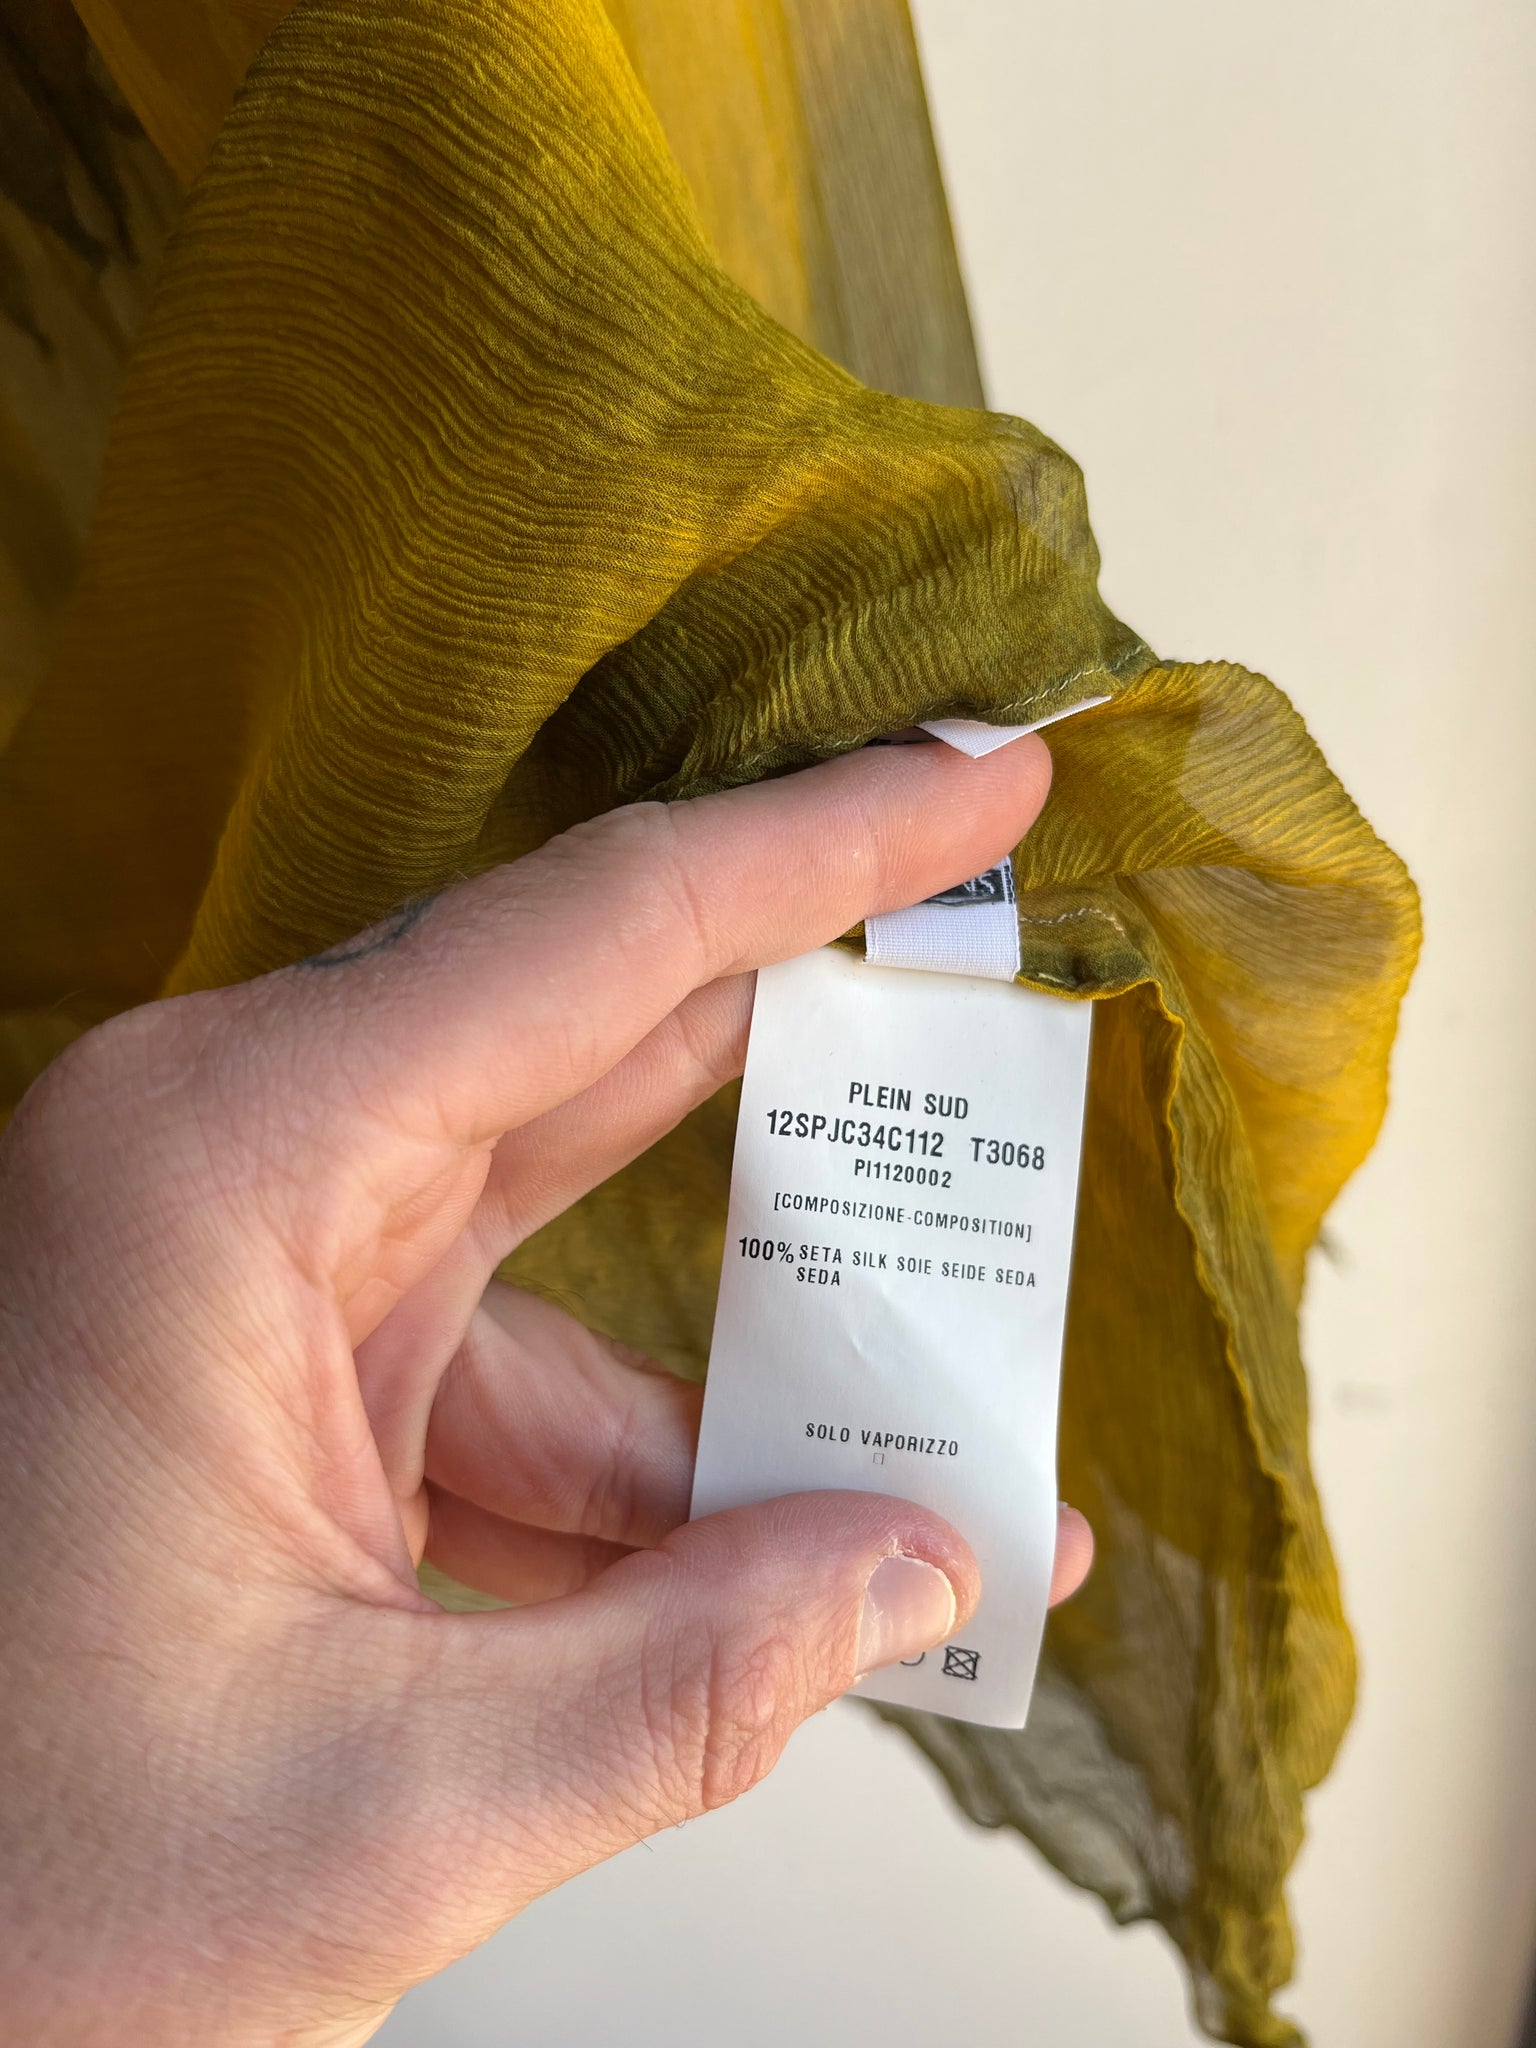 PLEIN SUD
12SPJC34C112 T3068
PI1120002
[COMPOSIZIONE-COMPOSITION]
100% SETA SILK SOIE SEIDE SEDA
SEDA
SOLO VAPORIZZO